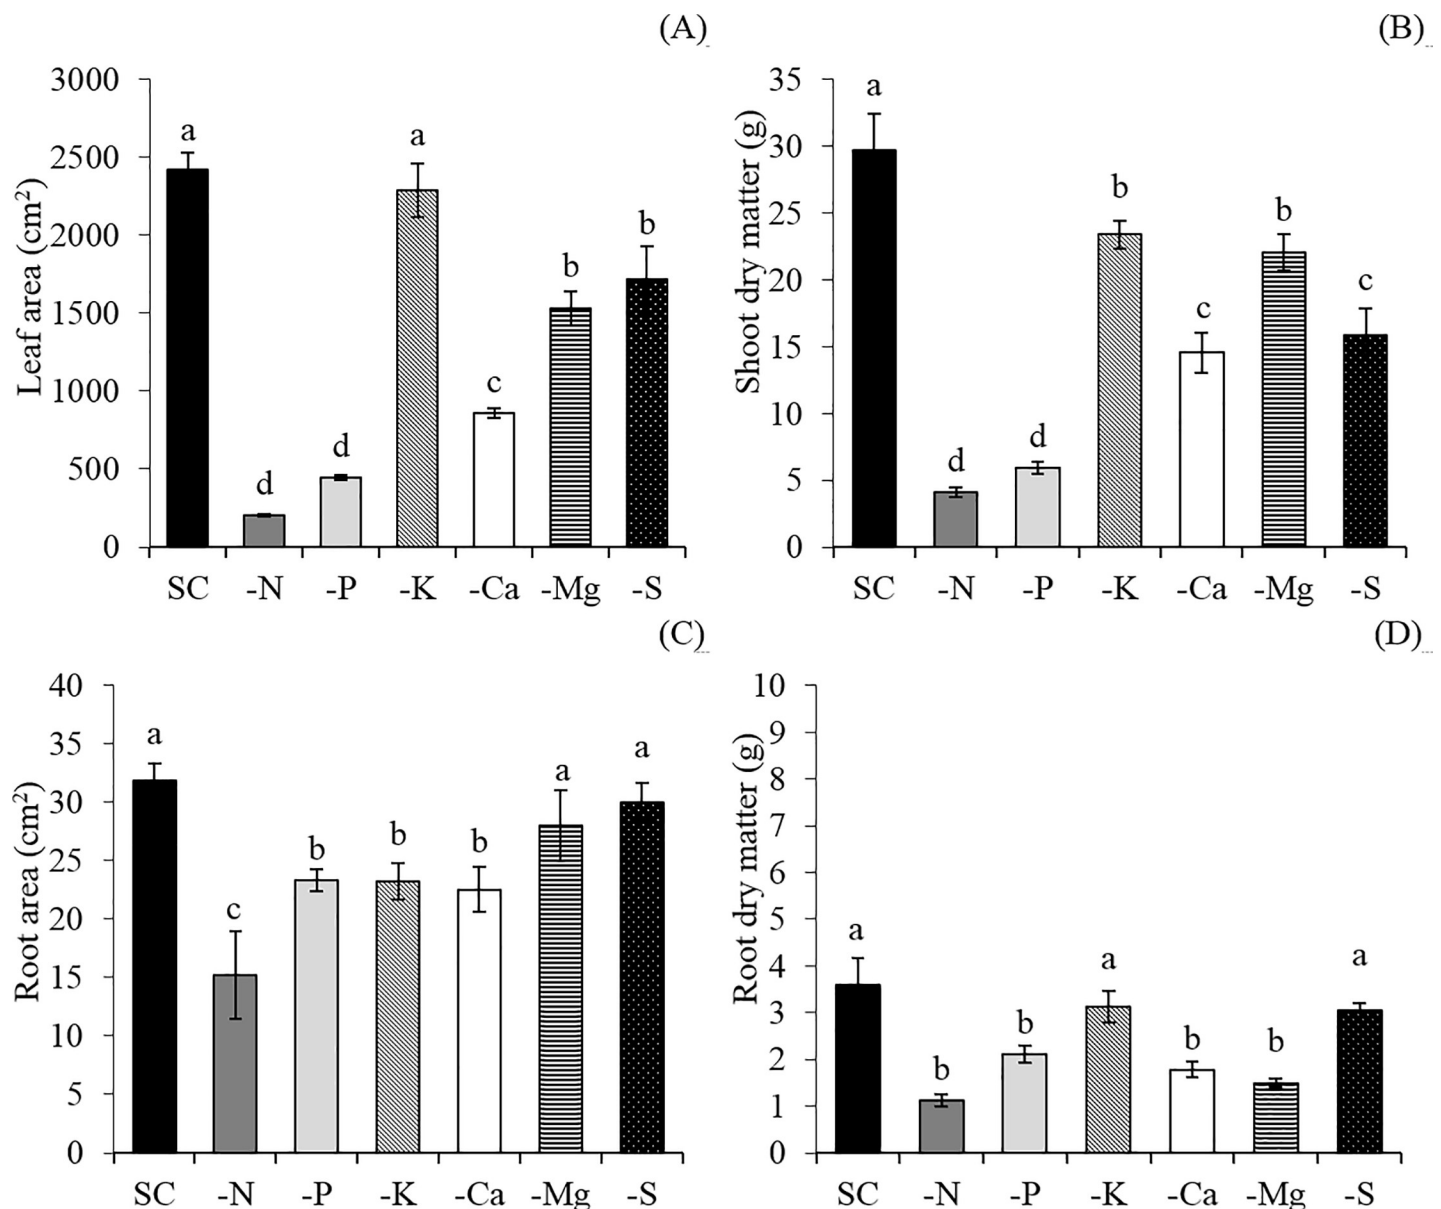 (A)
Leaf area (cm²)
3000
2500
2000
1500
1000
500
0
a
d
d
a
c
b
b
SC -N -P -K -Ca -Mg -S
(B)
Shoot dry matter (g)
35
30
25
20
15
10
5
0
a
d
d
b
c
b
c
SC -N -P -K -Ca -Mg -S
(C)
Root area (cm²)
40
35
30
25
20
15
10
5
0
a
c
b
b
b
a
a
SC -N -P -K -Ca -Mg -S
(D)
Root dry matter (g)
10
9
8
7
6
5
4
3
2
1
0
a
b
b
a
b
b
a
SC -N -P -K -Ca -Mg -S